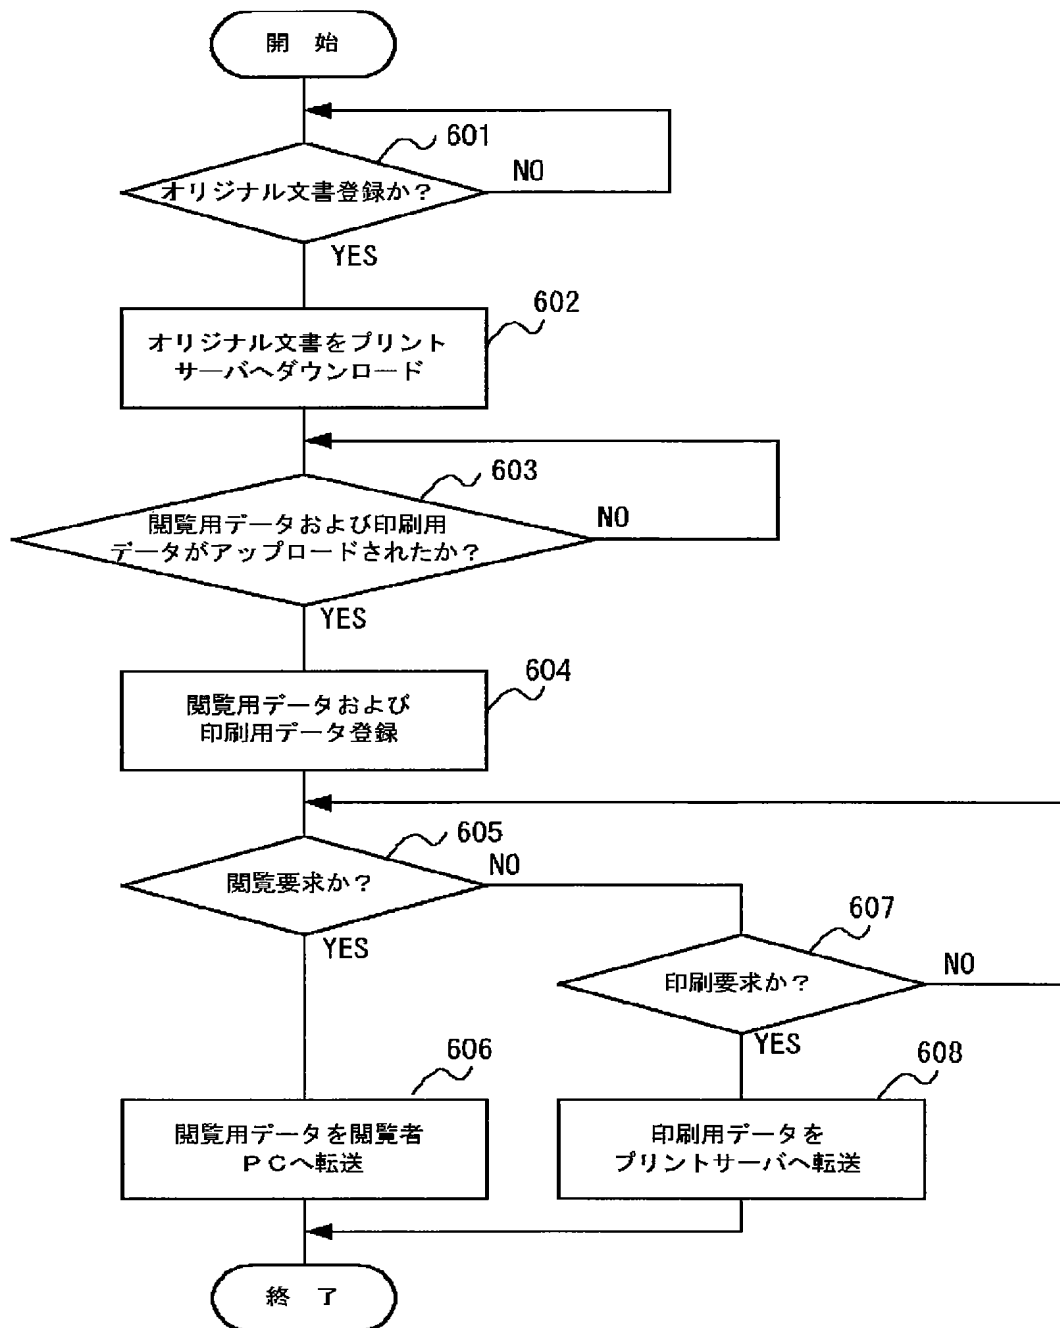 開 始
601
オリジナル文書登録か？
NO
YES
602
オリジナル文書をプリント
サーバへダウンロード
603
閲覧用データおよび印刷用
データがアップロードされたか？
NO
YES
604
閲覧用データおよび
印刷用データ登録
605
閲覧要求か？
NO
YES
607
印刷要求か？
NO
YES
606
閲覧用データを閲覧者
ＰＣへ転送
608
印刷用データを
プリントサーバへ転送
終 了